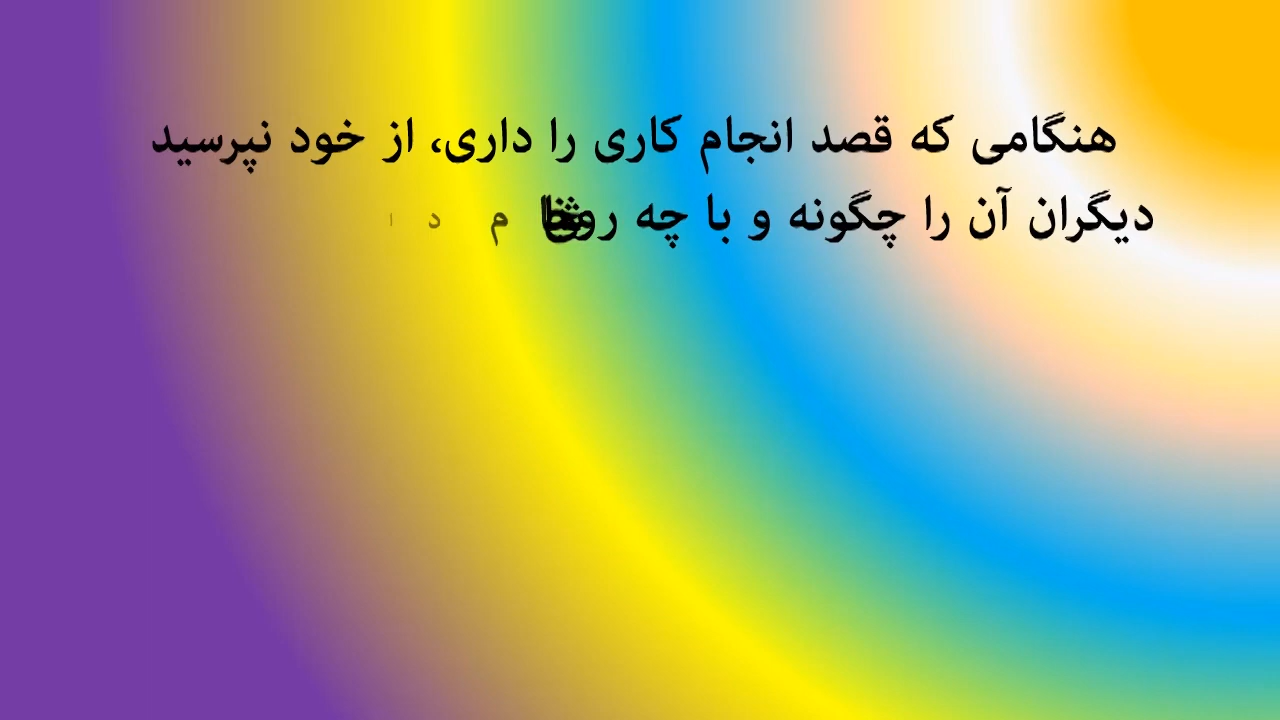 هنگامی که قصد انجام کاری را داری، از خود نپرسید
دیگران آن را چگونه و با چه